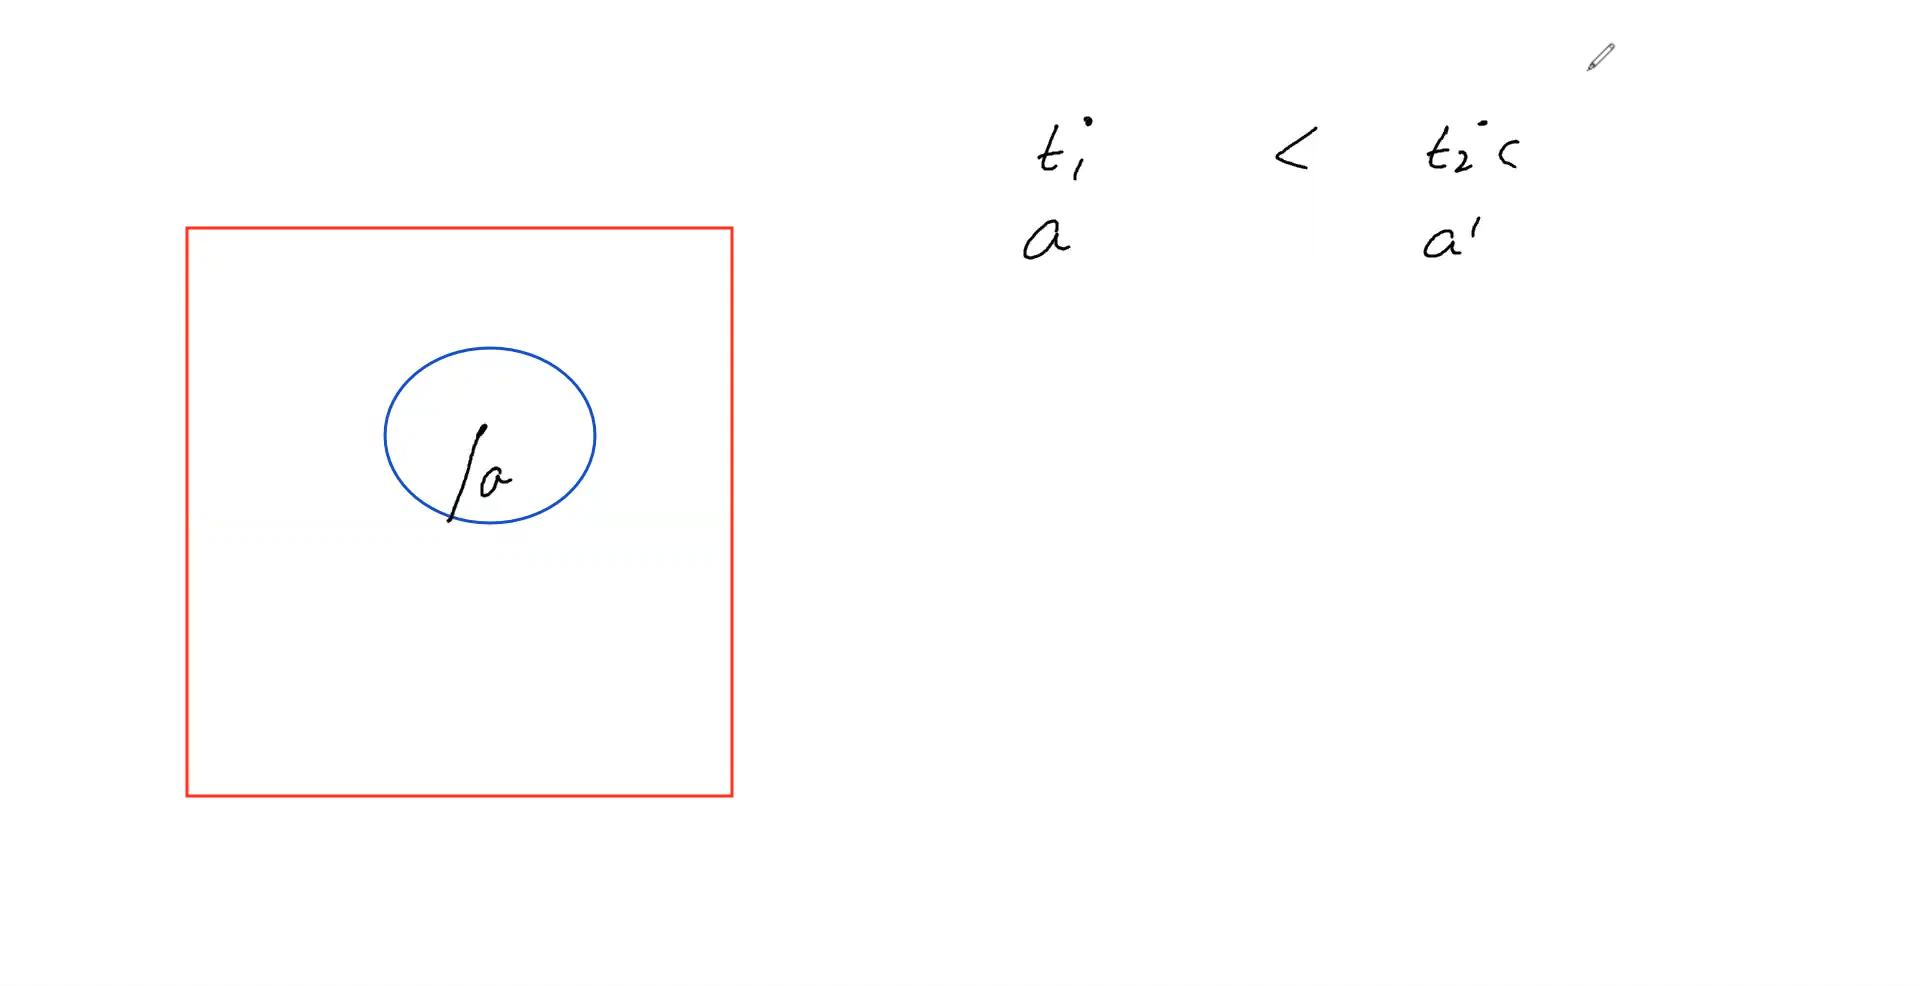 t₁ < t₂ c
a a'
a